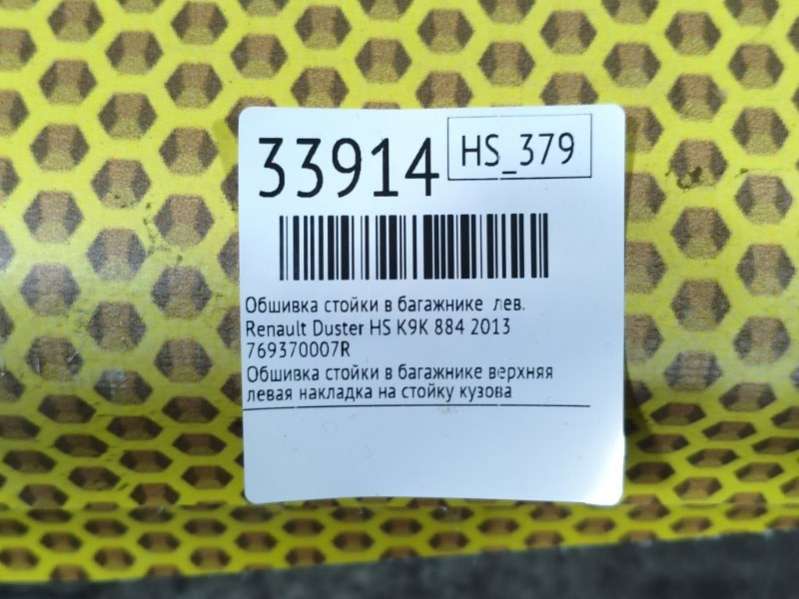 33914
HS_379
Обшивка стойки в багажнике лев.
Renault Duster HS K9K 884 2013
769370007R
Обшивка стойки в багажнике верхняя
левая накладка на стойку кузова